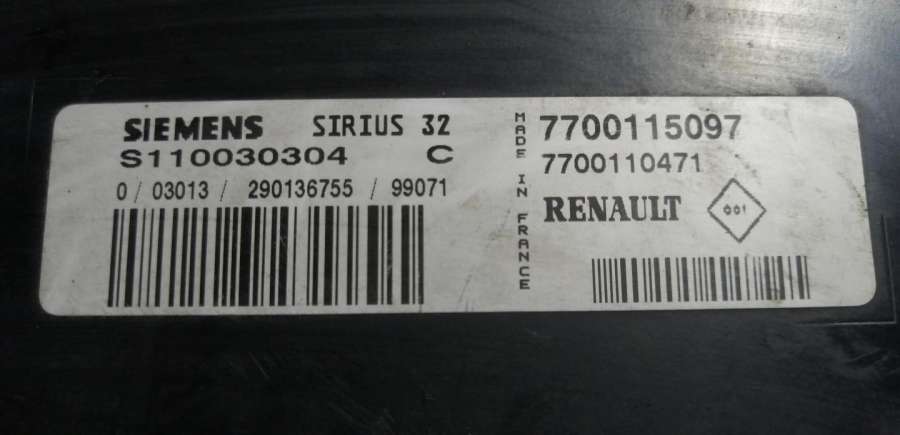 SIEMENS SIRIUS 32
S110030304 C
0 / 03013 / 290136755 / 99071
MADE IN FRANCE
7700115097
7700110471
RENAULT
001